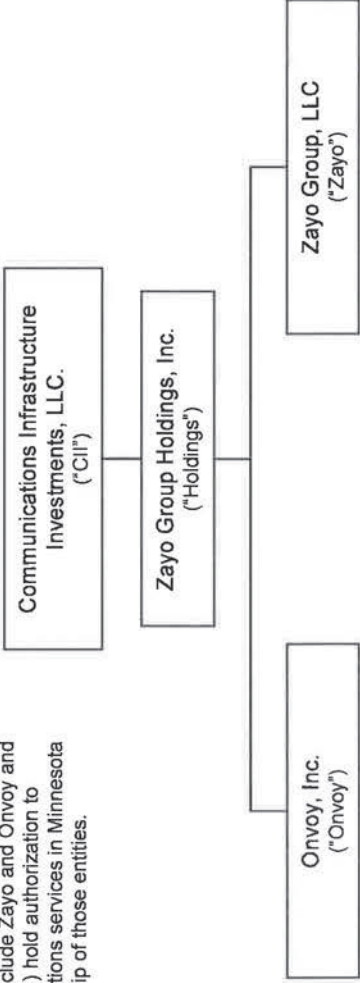 clude Zayo and Onvoy and
) hold authorization to
tions services in Minnesota
ip of those entities.
Communications Infrastructure
Investments, LLC.
("CII")
Zayo Group Holdings, Inc.
("Holdings")
Onvoy, Inc.
("Onvoy")
Zayo Group, LLC
("Zayo")